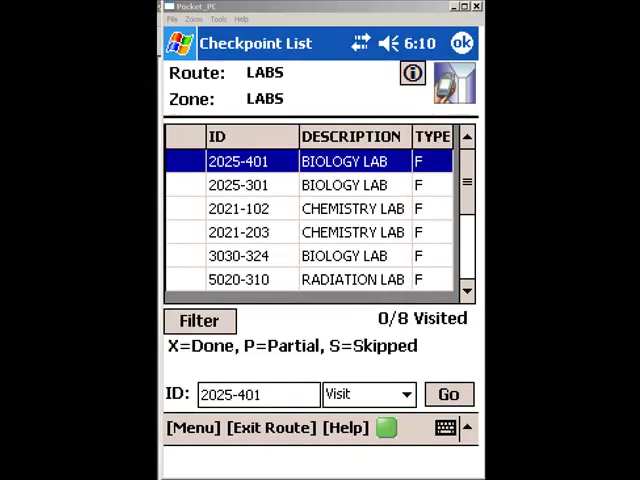 Pocket_PC
File Zoom Tools Help
Checkpoint List 6:10 ok
Route: LABS
Zone: LABS
ID DESCRIPTION TYPE
2025-401 BIOLOGY LAB F
2025-301 BIOLOGY LAB F
2021-102 CHEMISTRY LAB F
2021-203 CHEMISTRY LAB F
3030-324 BIOLOGY LAB F
5020-310 RADIATION LAB F
Filter 0/8 Visited
X=Done, P=Partial, S=Skipped
ID: 2025-401 Visit Go
[Menu] [Exit Route] [Help]